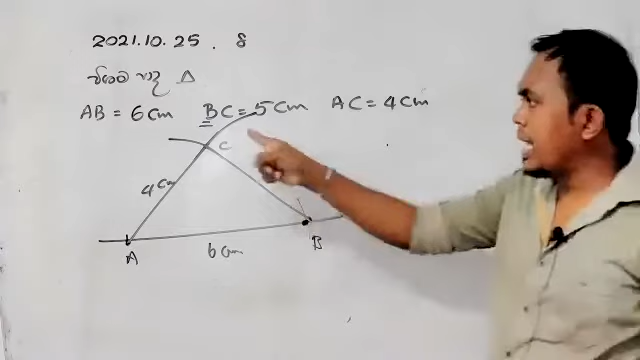 2021.10.25. 8
විෂම පාද Δ
AB = 6cm BC = 5cm AC = 4cm
C
4cm
A
6cm
B